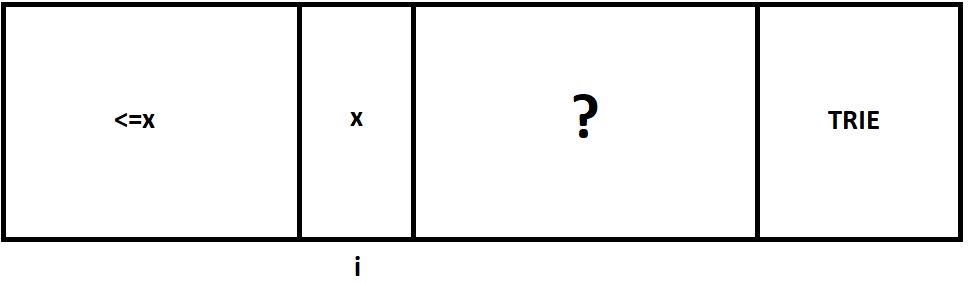 <=x x ? TRIE
i